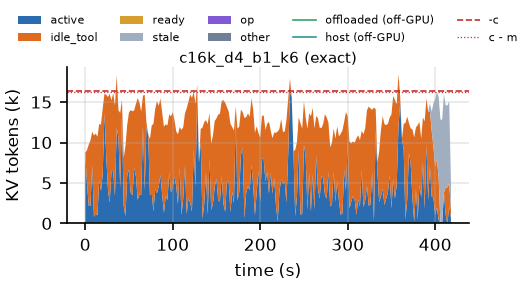 active ready op offloaded (off-GPU) -c
idle_tool stale other host (off-GPU) c - m
c16k_d4_b1_k6 (exact)
KV tokens (k)
15
10
5
0
0 100 200 300 400
time (s)